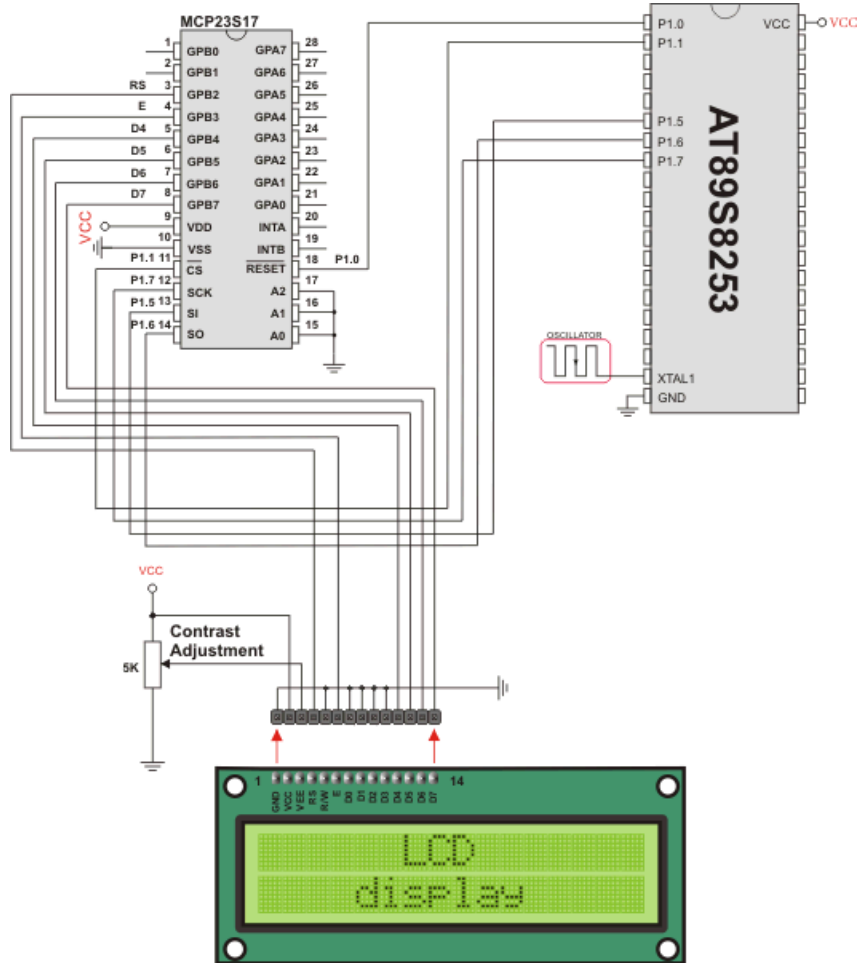 MCP23S17
1 GPB0 GPA7 28
2 GPB1 GPA6 27
RS 3 GPB2 GPA5 26
E 4 GPB3 GPA4 25
D4 5 GPB4 GPA3 24
D5 6 GPB5 GPA2 23
D6 7 GPB6 GPA1 22
D7 8 GPB7 GPA0 21
VCC 9 VDD INTA 20
10 VSS INTB 19
P1.1 11 CS RESET 18 P1.0
P1.7 12 SCK A2 17
P1.5 13 SI A1 16
P1.6 14 SO A0 15
P1.0 VCC VCC
P1.1
P1.5
P1.6
P1.7
AT89S8253
OSCILLATOR
XTAL1
GND
VCC
Contrast
Adjustment
5K
1 14
GND VCC VEE RS R/W E D0 D1 D2 D3 D4 D5 D6 D7
LCD
display